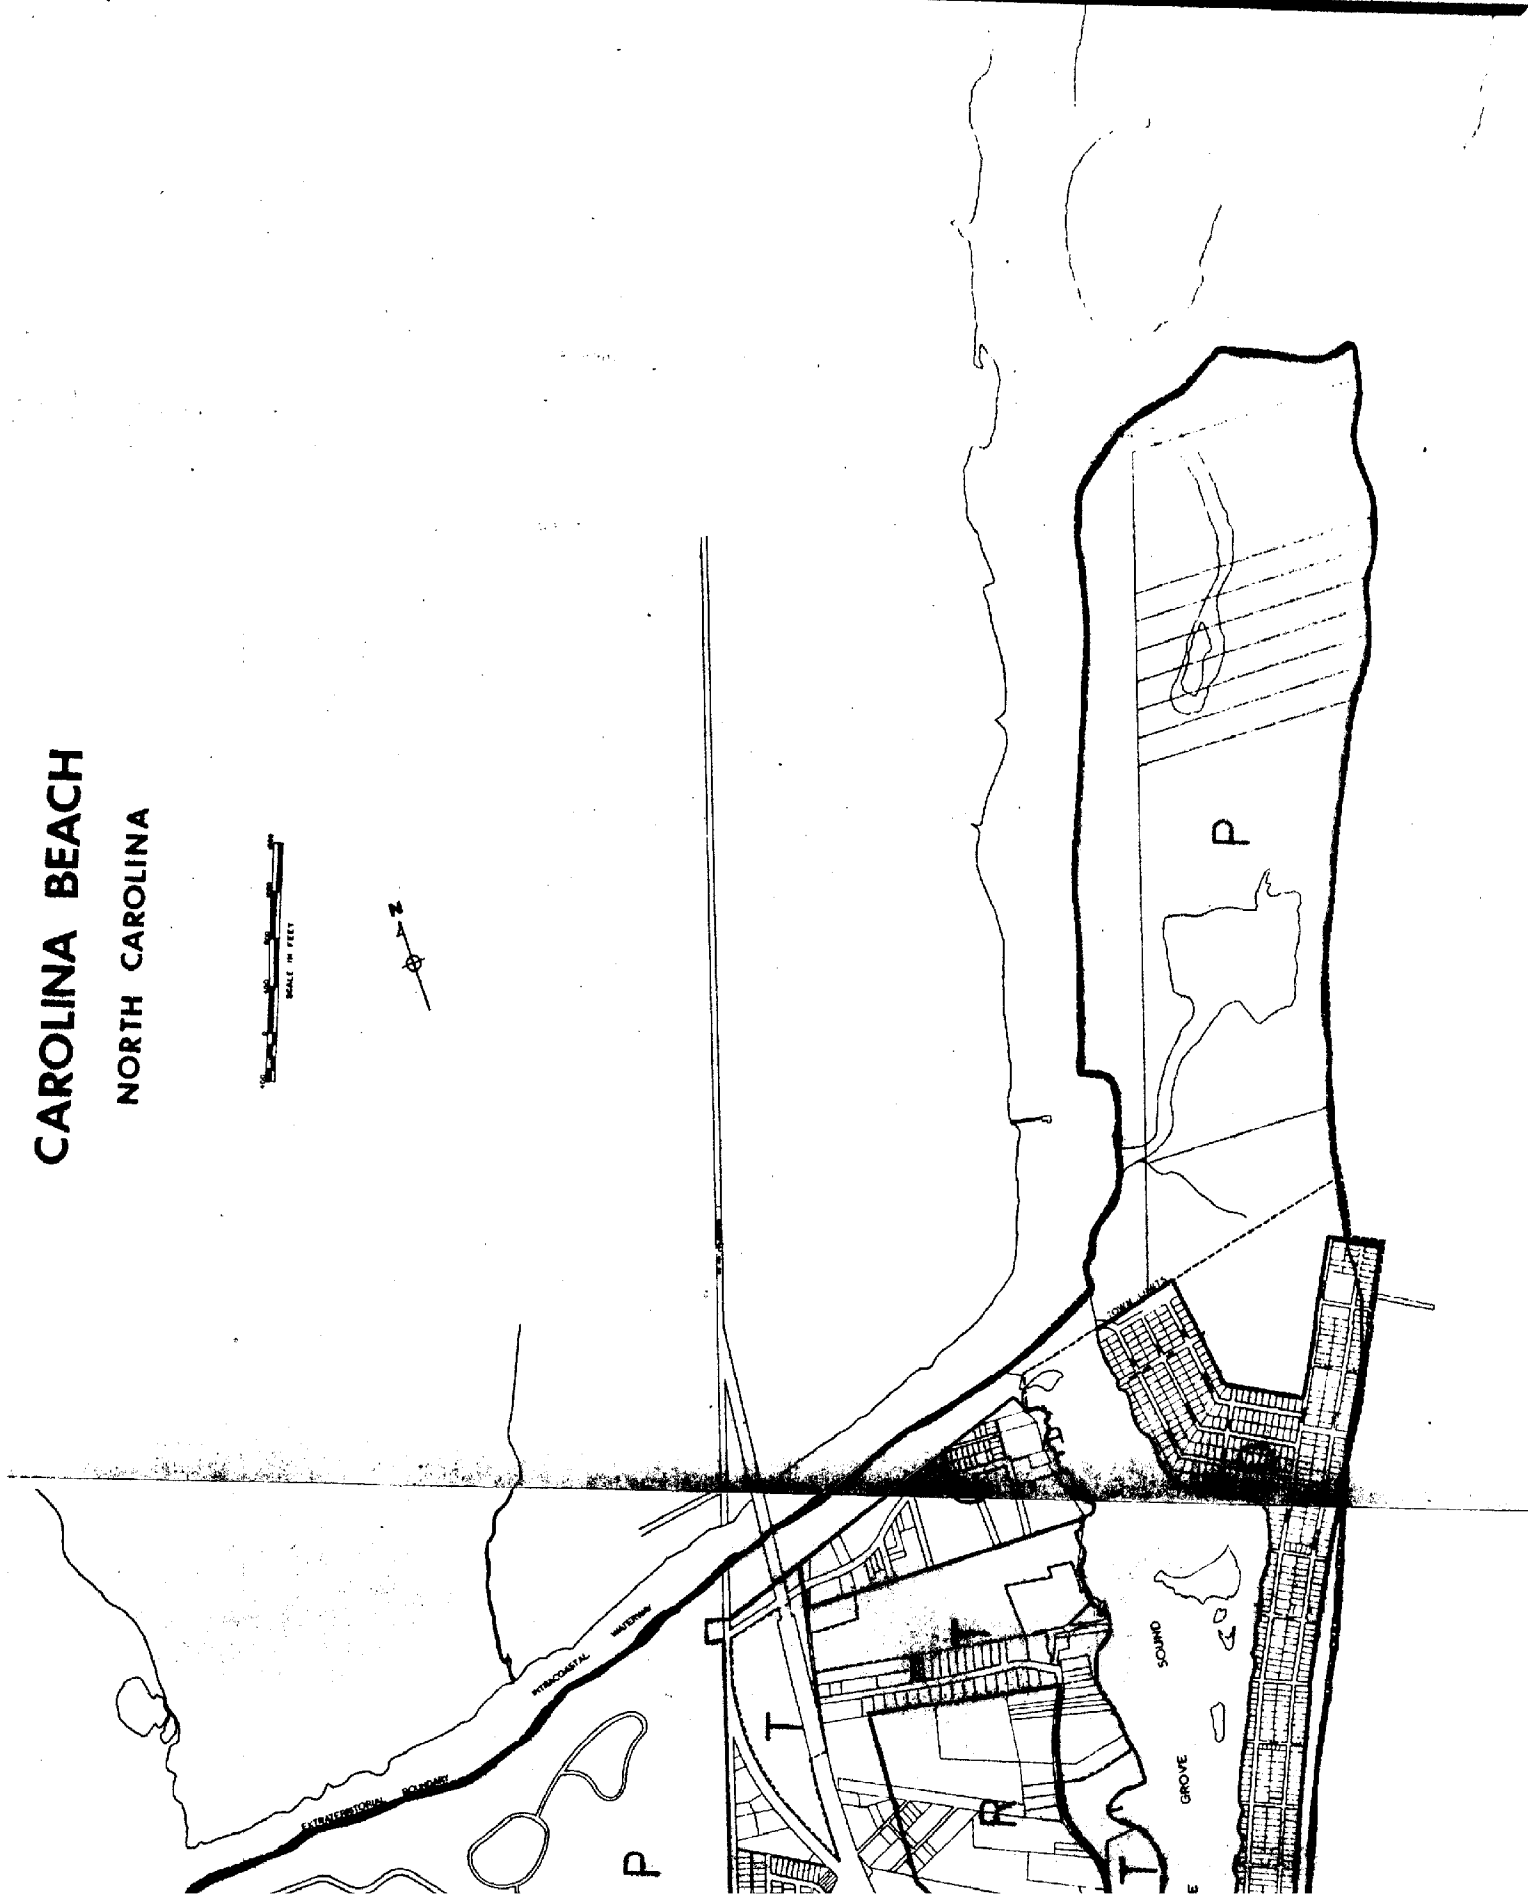 CAROLINA BEACH
NORTH CAROLINA
SCALE IN FEET
N
P
TOWN LIMITS
INTRACOASTAL WATERWAY
EXTRATERRITORIAL BOUNDARY
T
T
R
P
T
SOUND
GROVE
E